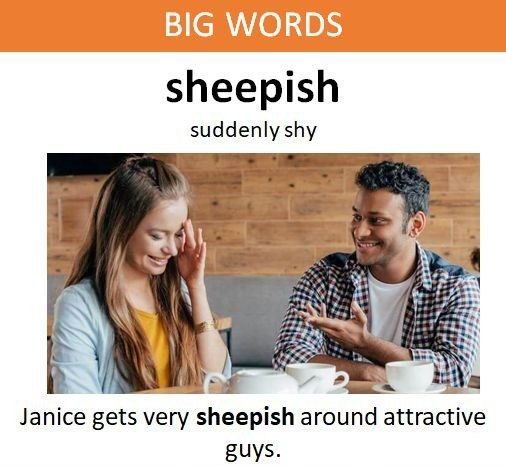 BIG WORDS
sheepish
suddenly shy
Janice gets very sheepish around attractive
guys.